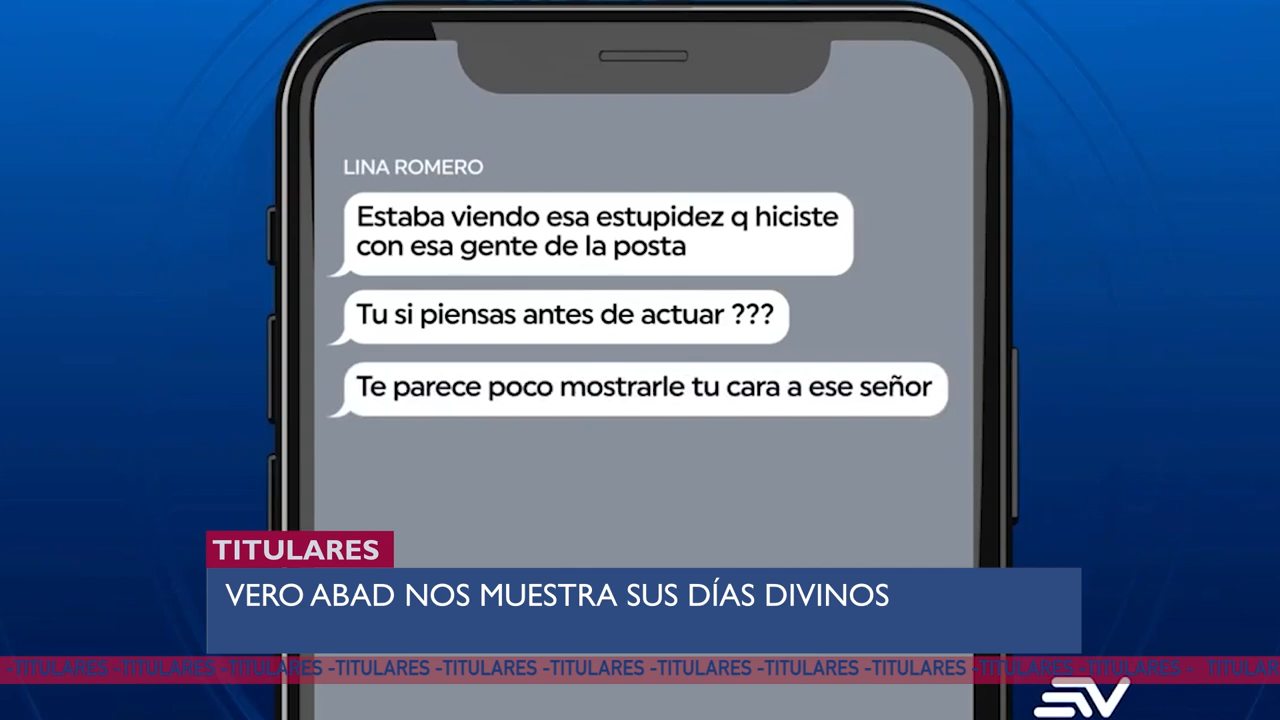 LINA ROMERO
Estaba viendo esa estupidez q hiciste
con esa gente de la posta
Tu si piensas antes de actuar ???
Te parece poco mostrarle tu cara a ese señor
TITULARES
VERO ABAD NOS MUESTRA SUS DÍAS DIVINOS
-TITULARES -TITULARES -TITULARES -TITULARES -TITULARES -TITULARES -TITULARES -TITULARES -TITULARES -TITULARES -TITULARES - TITULAR